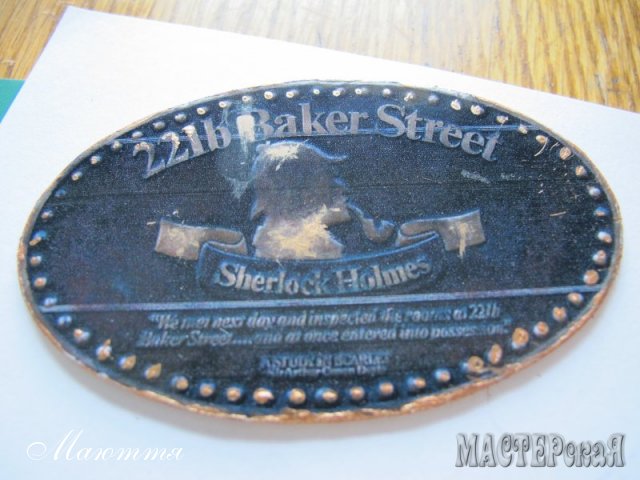 221b Baker Street
Sherlock Holmes
"We met next day and inspected the rooms at 221b
Baker Street.....and at once entered into possession"
A STUDY IN SCARLET
Sir Arthur Conan Doyle
Маюття
МАСТЕРскаЯ